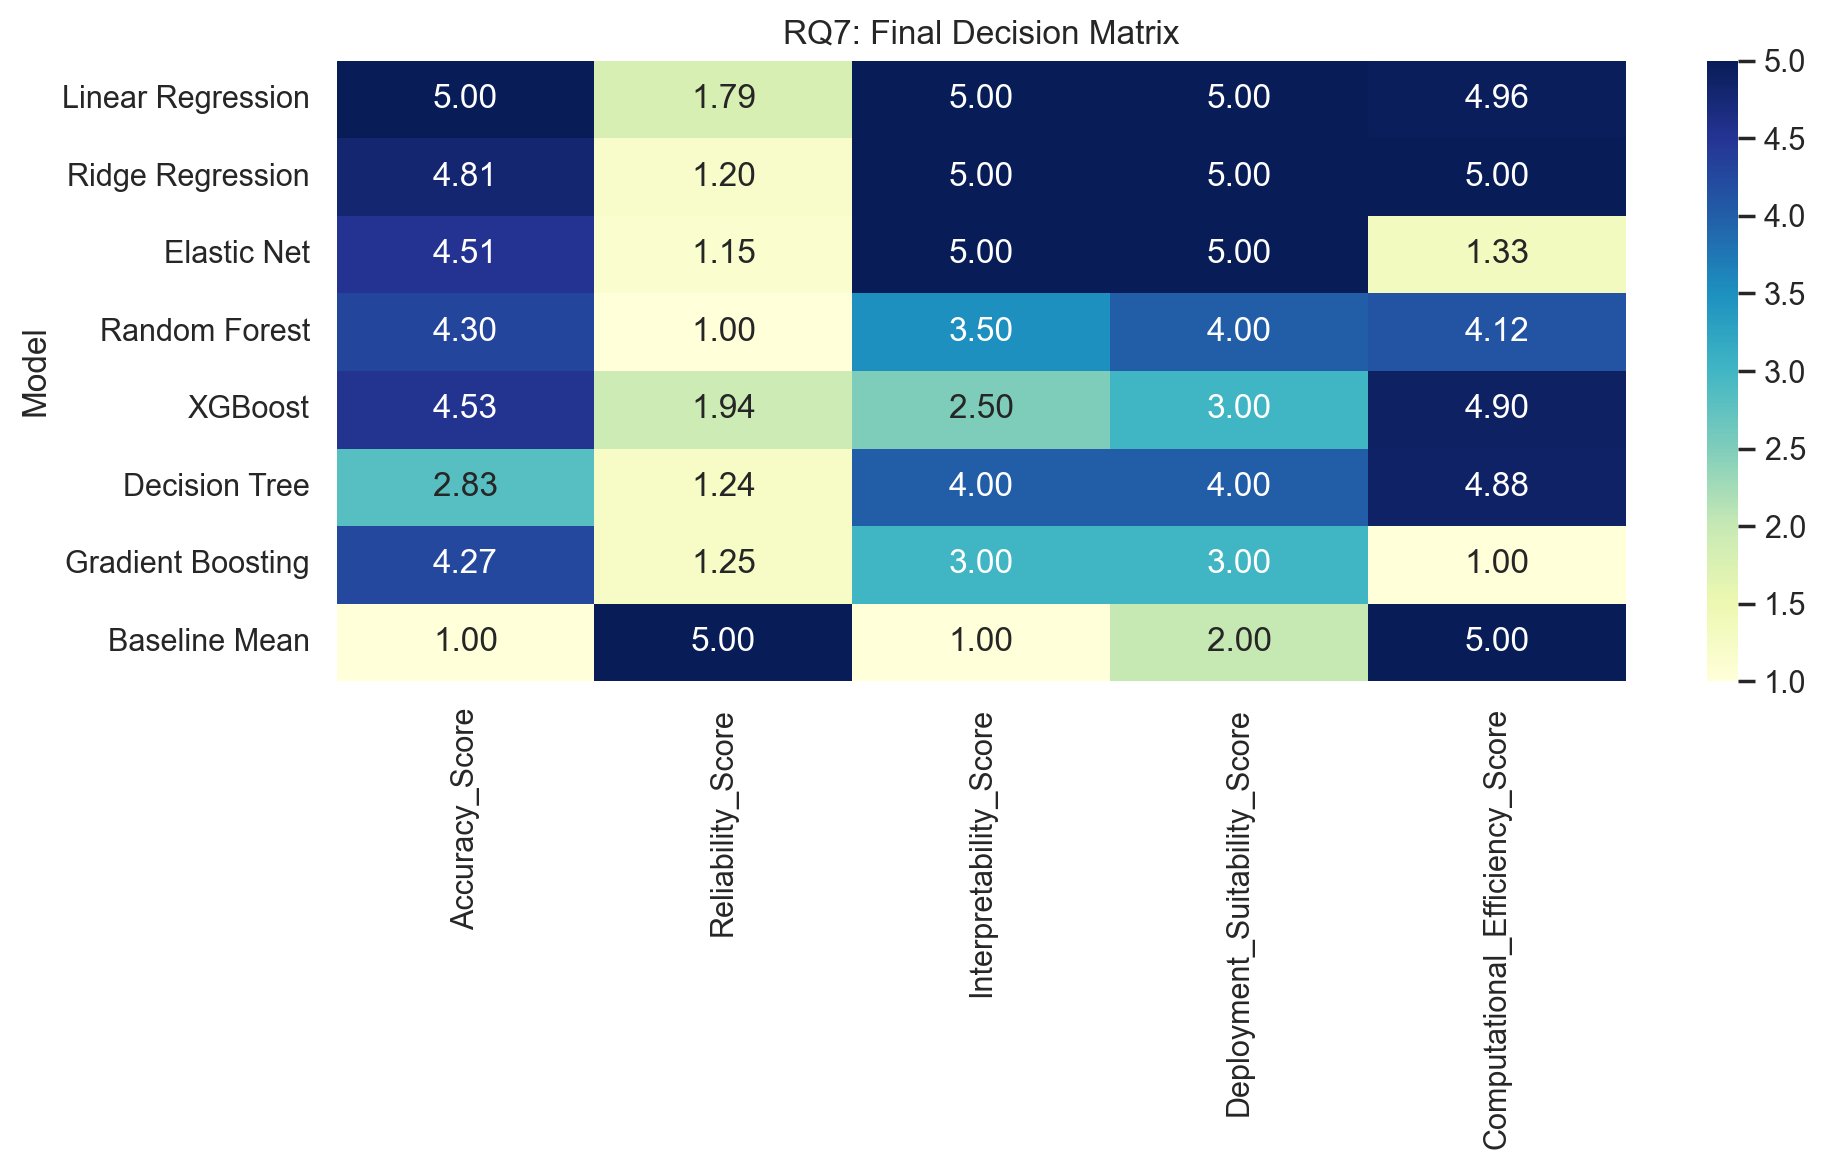 RQ7: Final Decision Matrix
Model
Linear Regression 5.00 1.79 5.00 5.00 4.96
Ridge Regression 4.81 1.20 5.00 5.00 5.00
Elastic Net 4.51 1.15 5.00 5.00 1.33
Random Forest 4.30 1.00 3.50 4.00 4.12
XGBoost 4.53 1.94 2.50 3.00 4.90
Decision Tree 2.83 1.24 4.00 4.00 4.88
Gradient Boosting 4.27 1.25 3.00 3.00 1.00
Baseline Mean 1.00 5.00 1.00 2.00 5.00
Accuracy_Score
Reliability_Score
Interpretability_Score
Deployment_Suitability_Score
Computational_Efficiency_Score
5.0
4.5
4.0
3.5
3.0
2.5
2.0
1.5
1.0